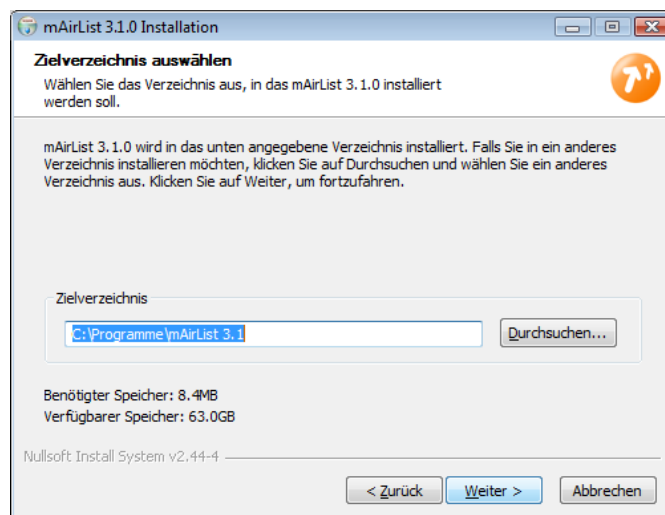 mAirList 3.1.0 Installation
Zielverzeichnis auswählen
Wählen Sie das Verzeichnis aus, in das mAirList 3.1.0 installiert
werden soll.
mAirList 3.1.0 wird in das unten angegebene Verzeichnis installiert. Falls Sie in ein anderes
Verzeichnis installieren möchten, klicken Sie auf Durchsuchen und wählen Sie ein anderes
Verzeichnis aus. Klicken Sie auf Weiter, um fortzufahren.
Zielverzeichnis
C:\Programme\mAirList 3.1
Durchsuchen...
Benötigter Speicher: 8.4MB
Verfügbarer Speicher: 63.0GB
Nullsoft Install System v2.44-4
< Zurück Weiter > Abbrechen